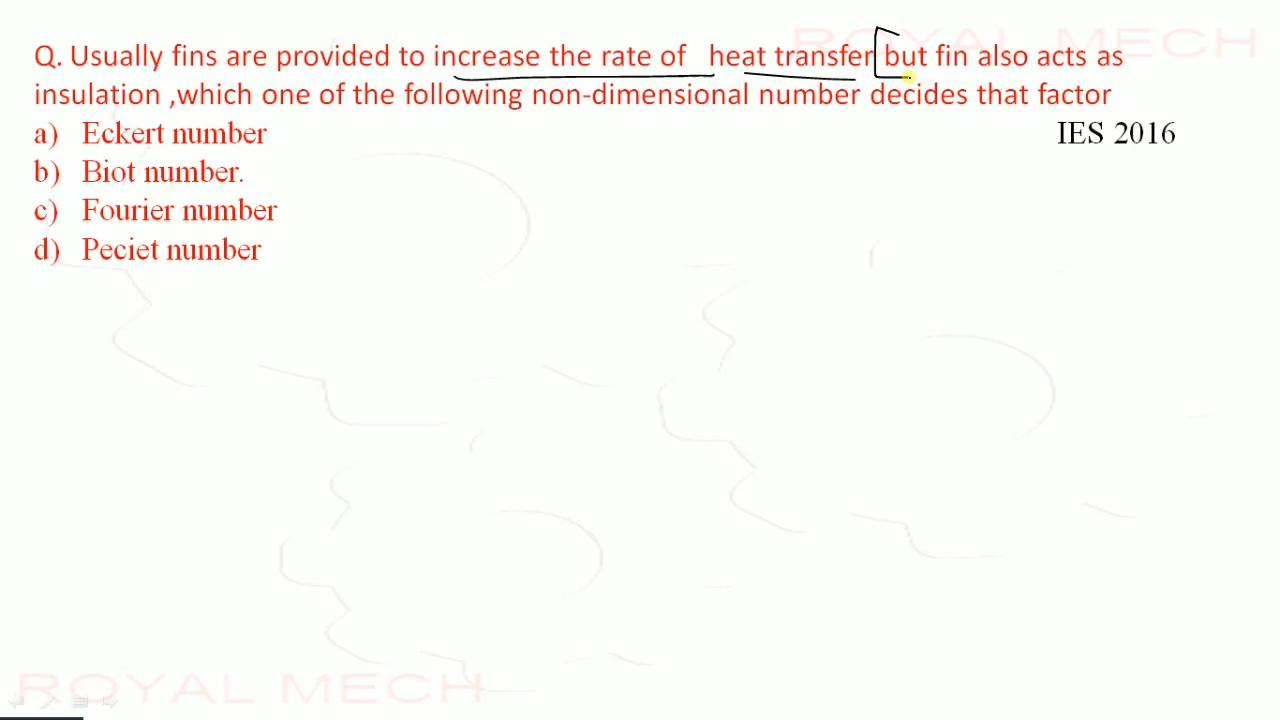 ROYAL MECH
Q. Usually fins are provided to increase the rate of heat transfer but fin also acts as
insulation ,which one of the following non-dimensional number decides that factor
a) Eckert number
IES 2016
b) Biot number.
c) Fourier number
d) Peciet number
ROYAL MECH